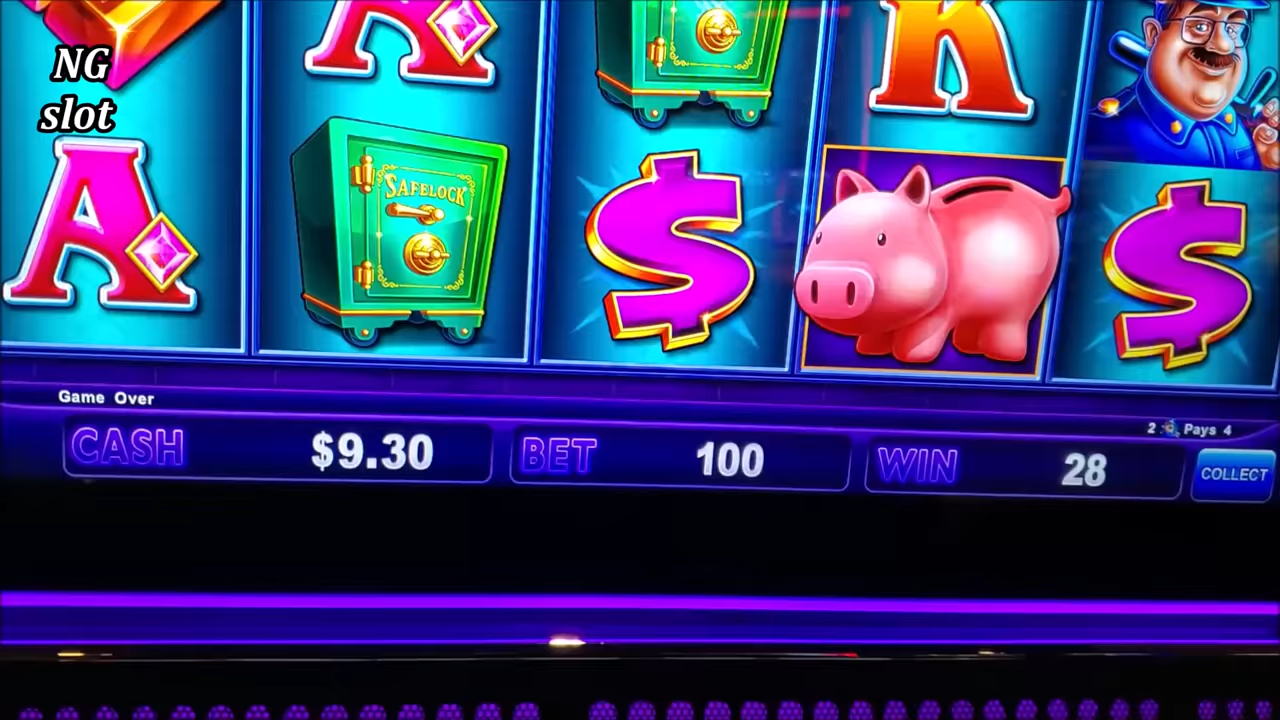 NG
slot
A
K
A
SAFELOCK
$
$
Game Over
2 Pays 4
CASH $9.30 BET 100 WIN 28 COLLECT